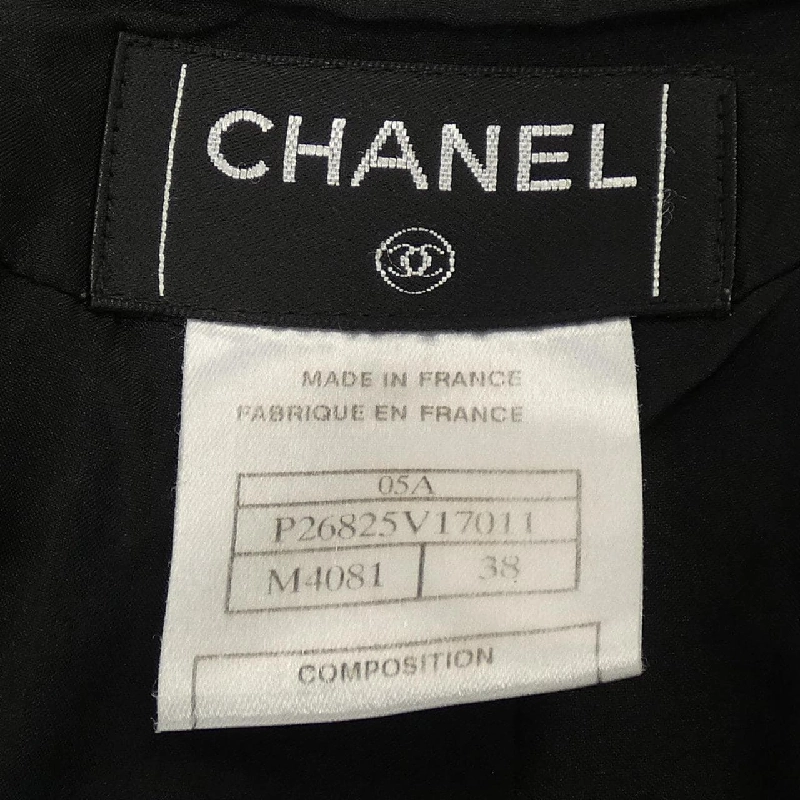 CHANEL
MADE IN FRANCE
FABRIQUE EN FRANCE
05A
P26825V17011
M4081 38
COMPOSITION